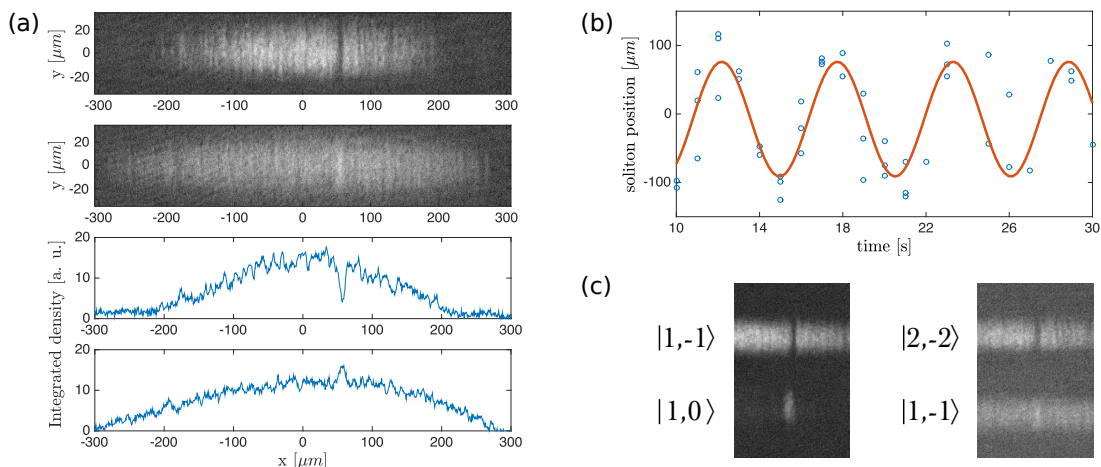 (a)
y [μm]
20
0
-20
-300 -200 -100 0 100 200 300
y [μm]
20
0
-20
-300 -200 -100 0 100 200 300
Integrated density [a. u.]
20
10
0
-300 -200 -100 0 100 200 300
20
10
0
-300 -200 -100 0 100 200 300
x [μm]
(b)
soliton position [μm]
100
0
-100
10 14 18 22 26 30
time [s]
(c)
|1,-1⟩
|1,0⟩
|2,-2⟩
|1,-1⟩